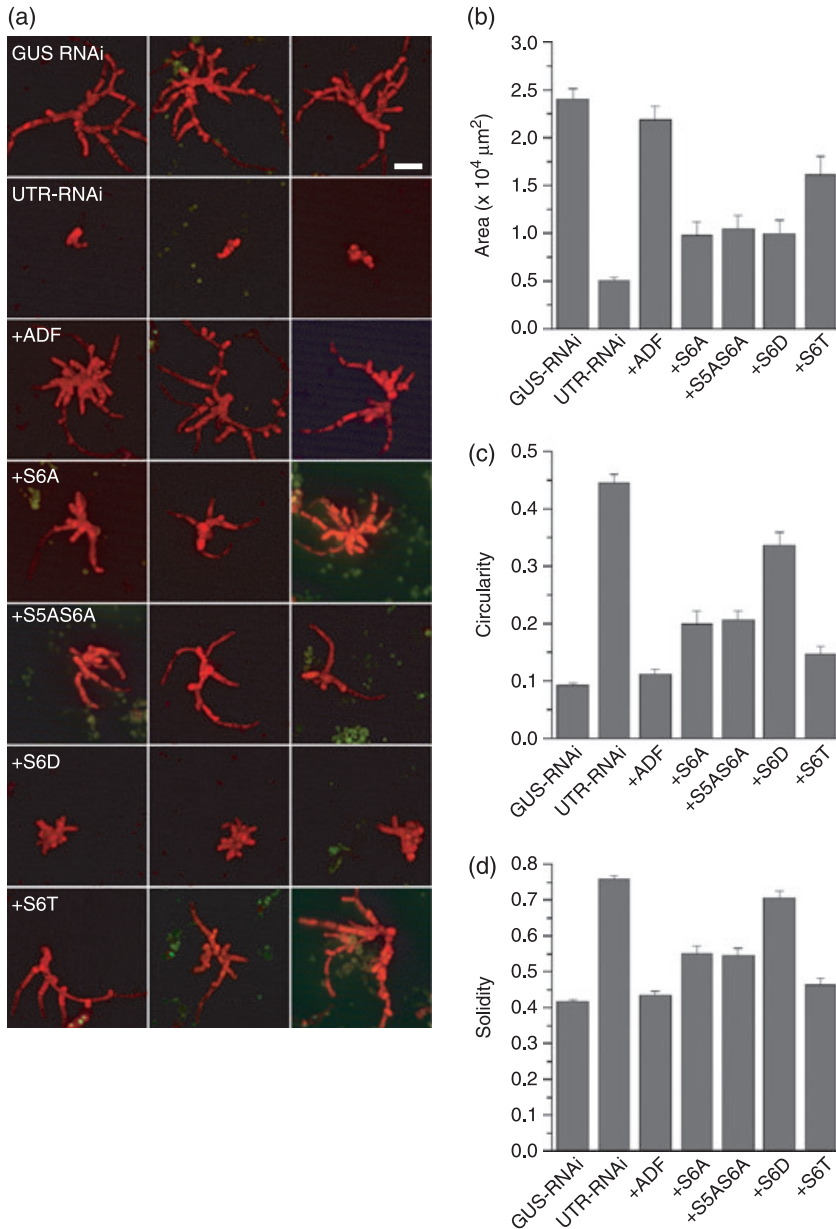 (a)
GUS RNAi
UTR-RNAi
+ADF
+S6A
+S5AS6A
+S6D
+S6T
(b)
Area (x 10⁴ μm²)
3.0
2.5
2.0
1.5
1.0
0.5
0.0
GUS-RNAi
UTR-RNAi
+ADF
+S6A
+S5AS6A
+S6D
+S6T
(c)
Circularity
0.5
0.4
0.3
0.2
0.1
0.0
GUS-RNAi
UTR-RNAi
+ADF
+S6A
+S5AS6A
+S6D
+S6T
(d)
Solidity
0.8
0.7
0.6
0.5
0.4
0.3
0.2
0.1
0.0
GUS-RNAi
UTR-RNAi
+ADF
+S6A
+S5AS6A
+S6D
+S6T